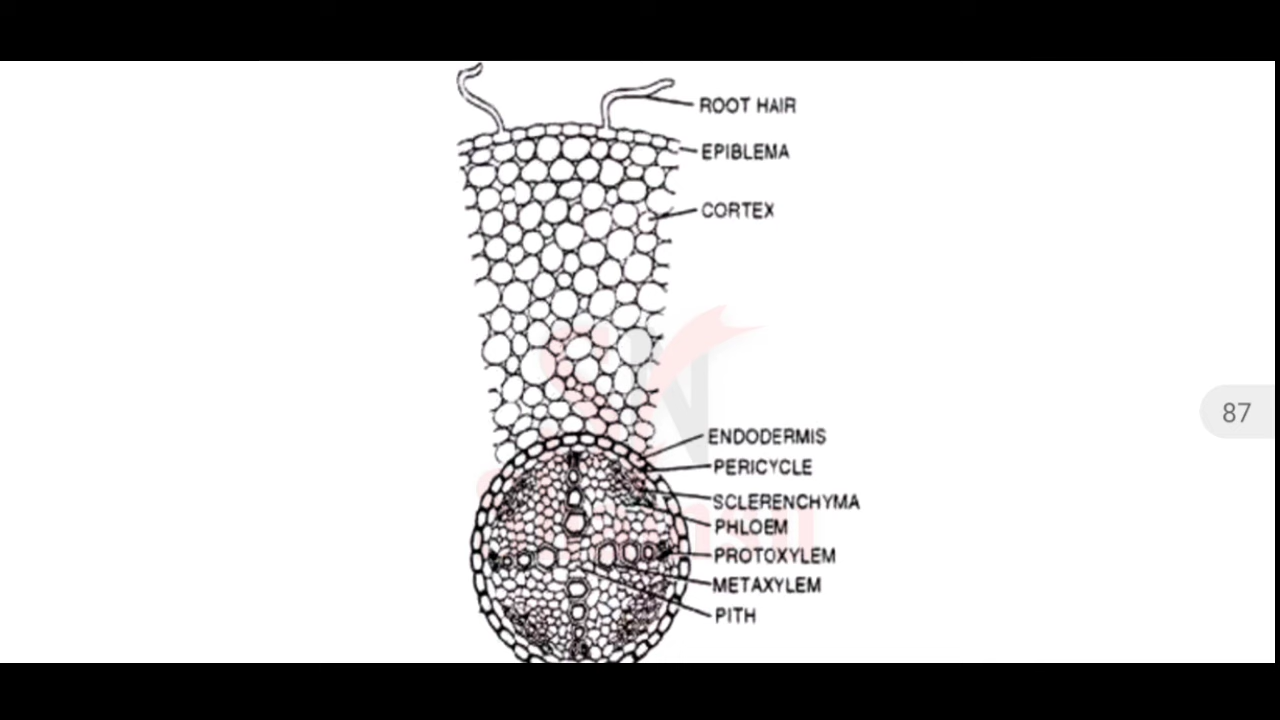 ROOT HAIR
EPIBLEMA
CORTEX
ENDODERMIS
PERICYCLE
SCLERENCHYMA
PHLOEM
PROTOXYLEM
METAXYLEM
PITH
87